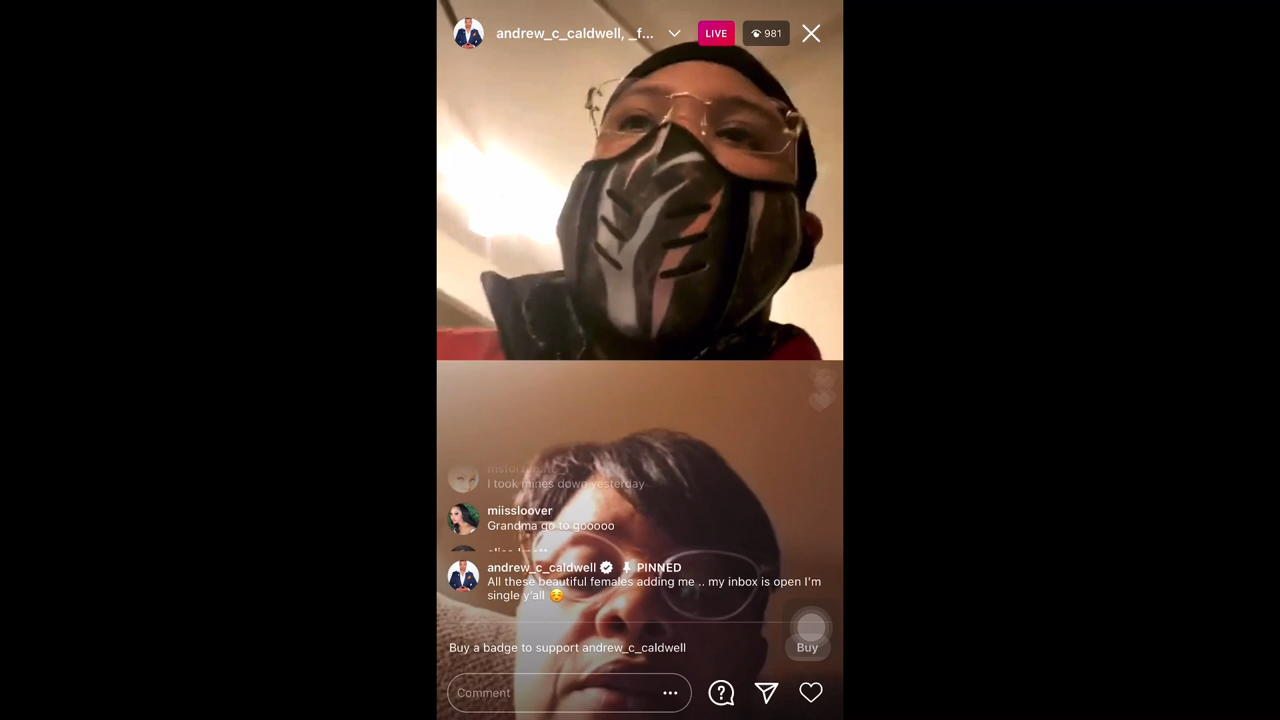 andrew_c_caldwell, _f...
LIVE
981
I took mines down yesterday
miissloover
Grandma go to gooooo
andrew_c_caldwell PINNED
All these beautiful females adding me .. my inbox is open I'm
single y'all ☺️
Buy a badge to support andrew_c_caldwell
Buy
Comment